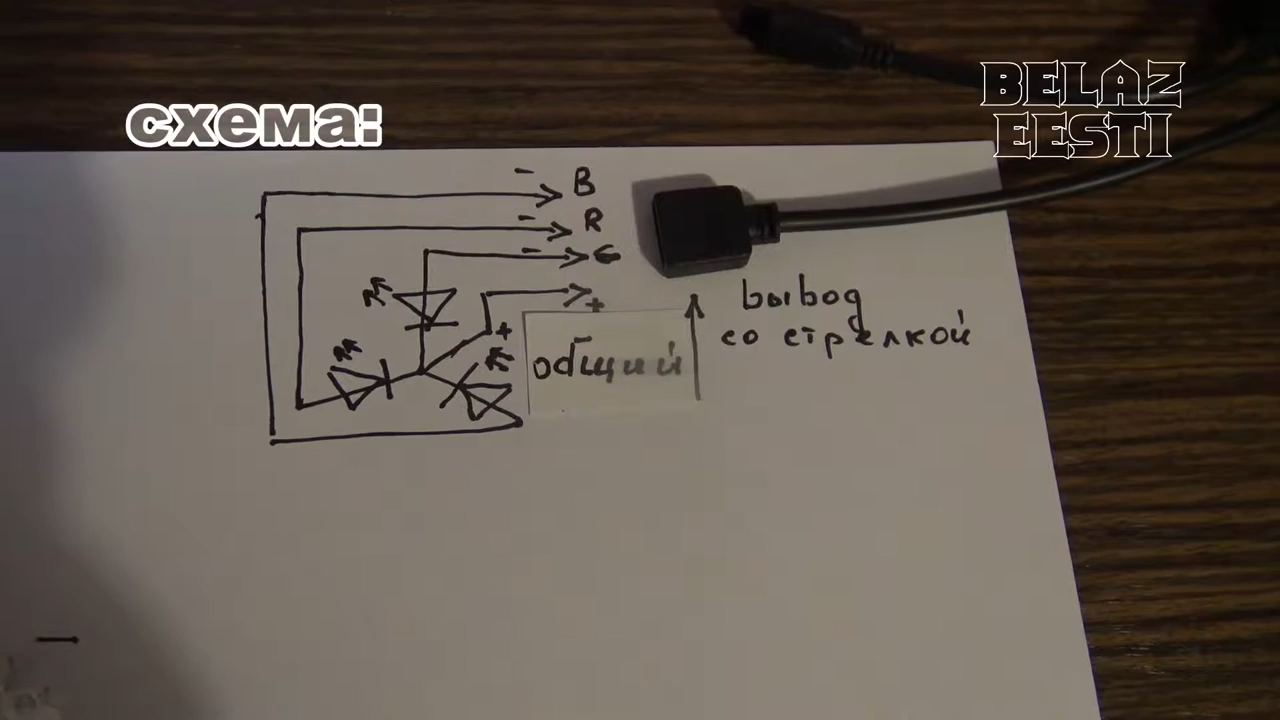 схема:
BELAZ
EESTI
- B
- R
- G
+
+
общий
вывод
со стрелкой